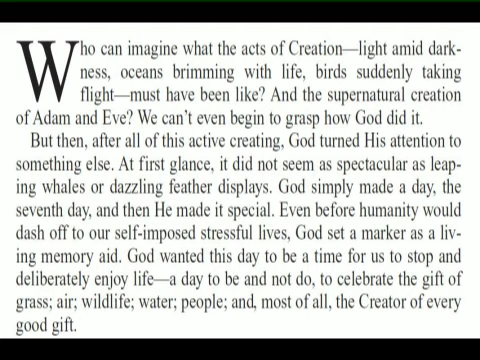 Who can imagine what the acts of Creation—light amid dark-
ness, oceans brimming with life, birds suddenly taking
flight—must have been like? And the supernatural creation
of Adam and Eve? We can't even begin to grasp how God did it.
But then, after all of this active creating, God turned His attention to
something else. At first glance, it did not seem as spectacular as leap-
ing whales or dazzling feather displays. God simply made a day, the
seventh day, and then He made it special. Even before humanity would
dash off to our self-imposed stressful lives, God set a marker as a liv-
ing memory aid. God wanted this day to be a time for us to stop and
deliberately enjoy life—a day to be and not do, to celebrate the gift of
grass; air; wildlife; water; people; and, most of all, the Creator of every
good gift.